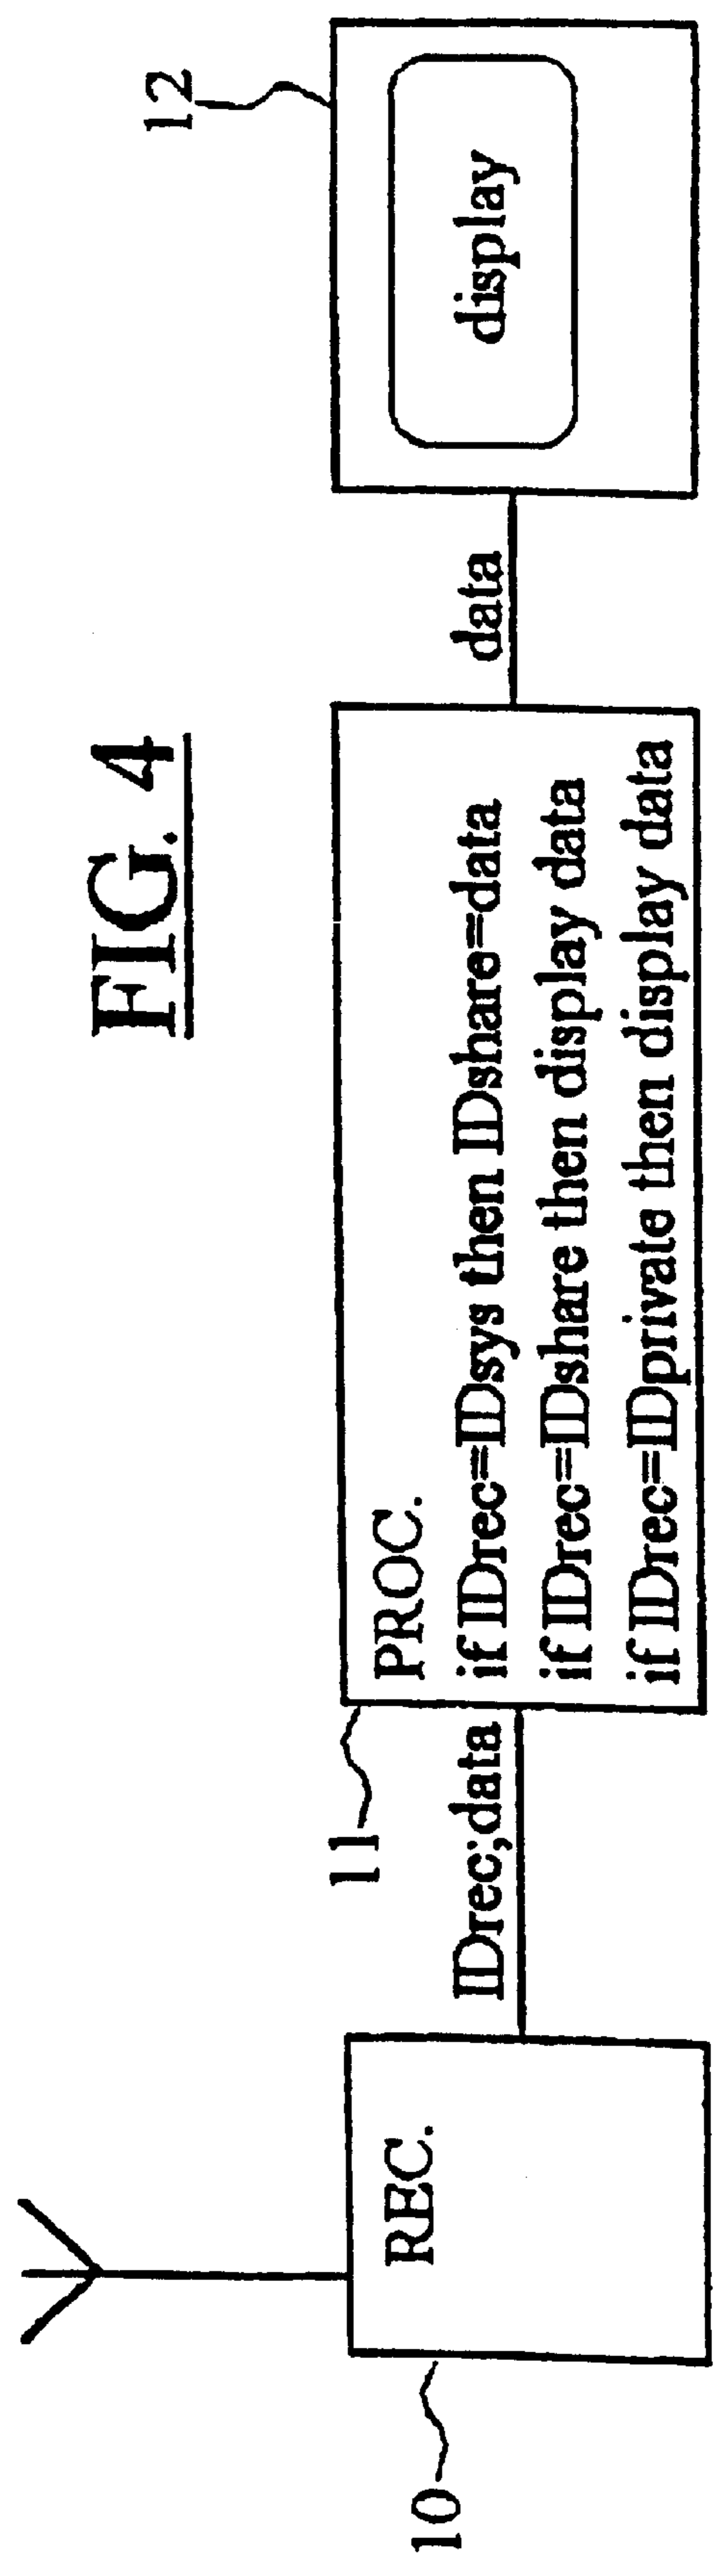 FIG. 4
10
REC.
IDrec;data
11
PROC.
if IDrec=IDsys then IDshare=data
if IDrec=IDshare then display data
if IDrec=IDprivate then display data
data
12
display